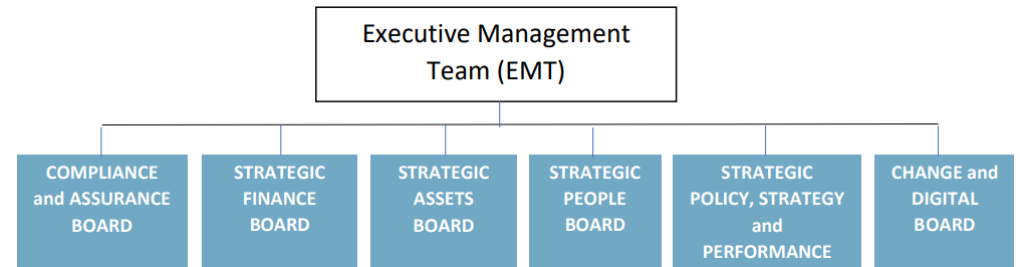 Executive Management
Team (EMT)
COMPLIANCE
and ASSURANCE
BOARD
STRATEGIC
FINANCE
BOARD
STRATEGIC
ASSETS
BOARD
STRATEGIC
PEOPLE
BOARD
STRATEGIC
POLICY, STRATEGY
and
PERFORMANCE
CHANGE and
DIGITAL
BOARD